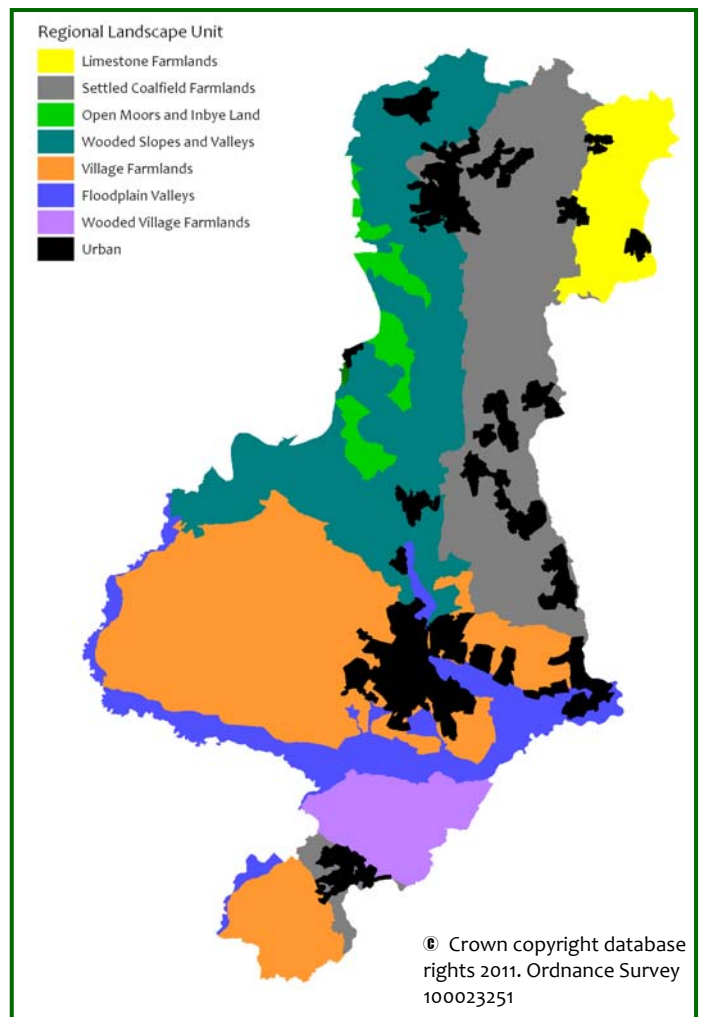 Regional Landscape Unit
Limestone Farmlands
Settled Coalfield Farmlands
Open Moors and Inbye Land
Wooded Slopes and Valleys
Village Farmlands
Floodplain Valleys
Wooded Village Farmlands
Urban
© Crown copyright database
rights 2011. Ordnance Survey
100023251